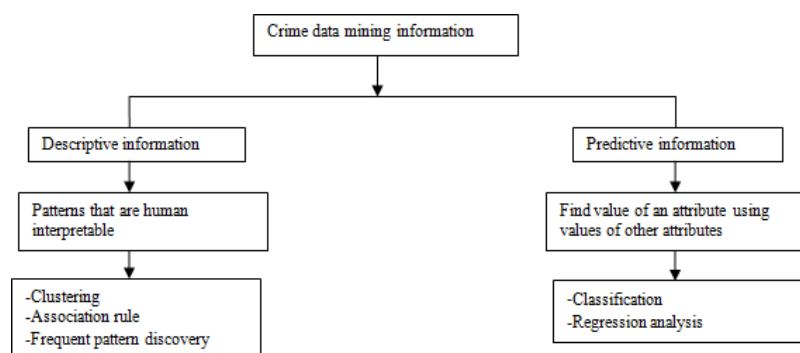 Crime data mining information
Descriptive information
Predictive information
Patterns that are human
interpretable
Find value of an attribute using
values of other attributes
-Clustering
-Association rule
-Frequent pattern discovery
-Classification
-Regression analysis